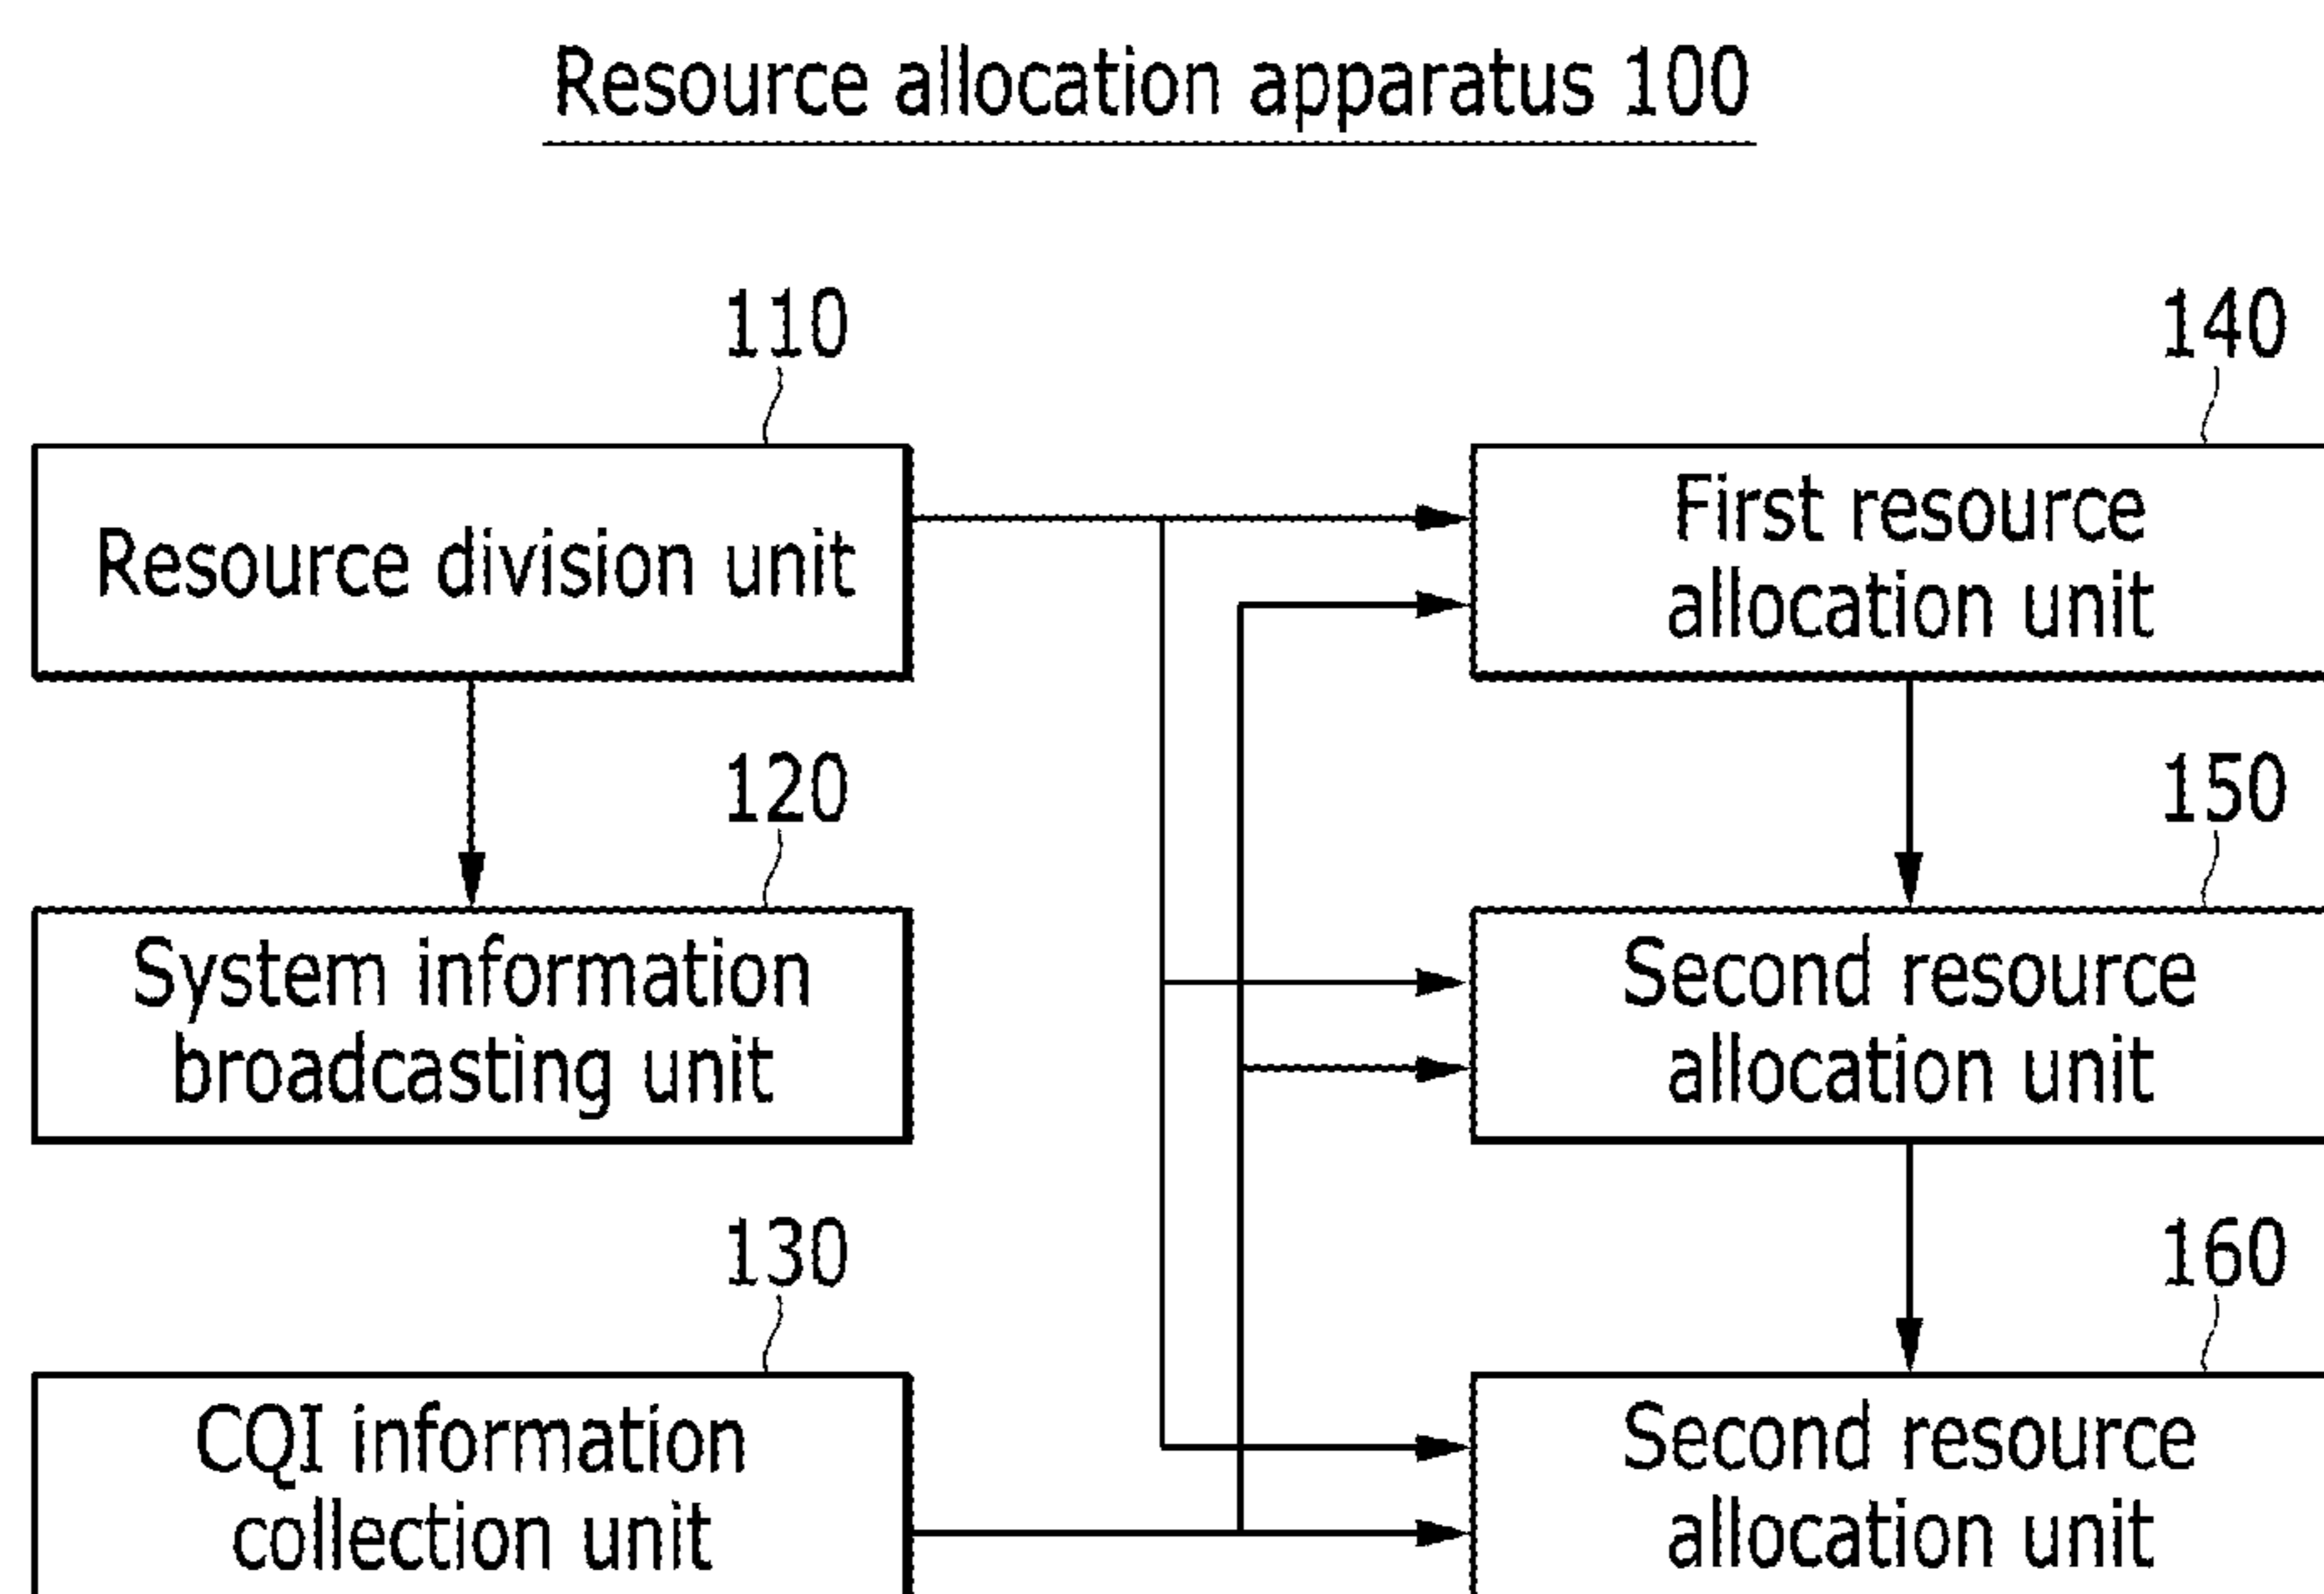 Resource allocation apparatus 100
110
Resource division unit
140
First resource
allocation unit
120
System information
broadcasting unit
150
Second resource
allocation unit
130
CQI information
collection unit
160
Second resource
allocation unit